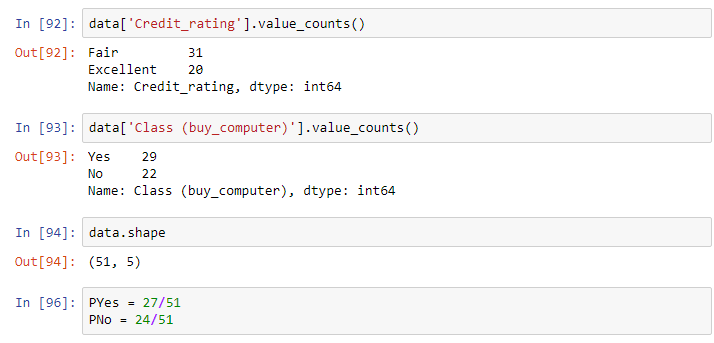 In [92]: data['Credit_rating'].value_counts()
Out[92]: Fair         31
Excellent    20
Name: Credit_rating, dtype: int64
In [93]: data['Class (buy_computer)'].value_counts()
Out[93]: Yes    29
No     22
Name: Class (buy_computer), dtype: int64
In [94]: data.shape
Out[94]: (51, 5)
In [96]: PYes = 27/51
PNo = 24/51